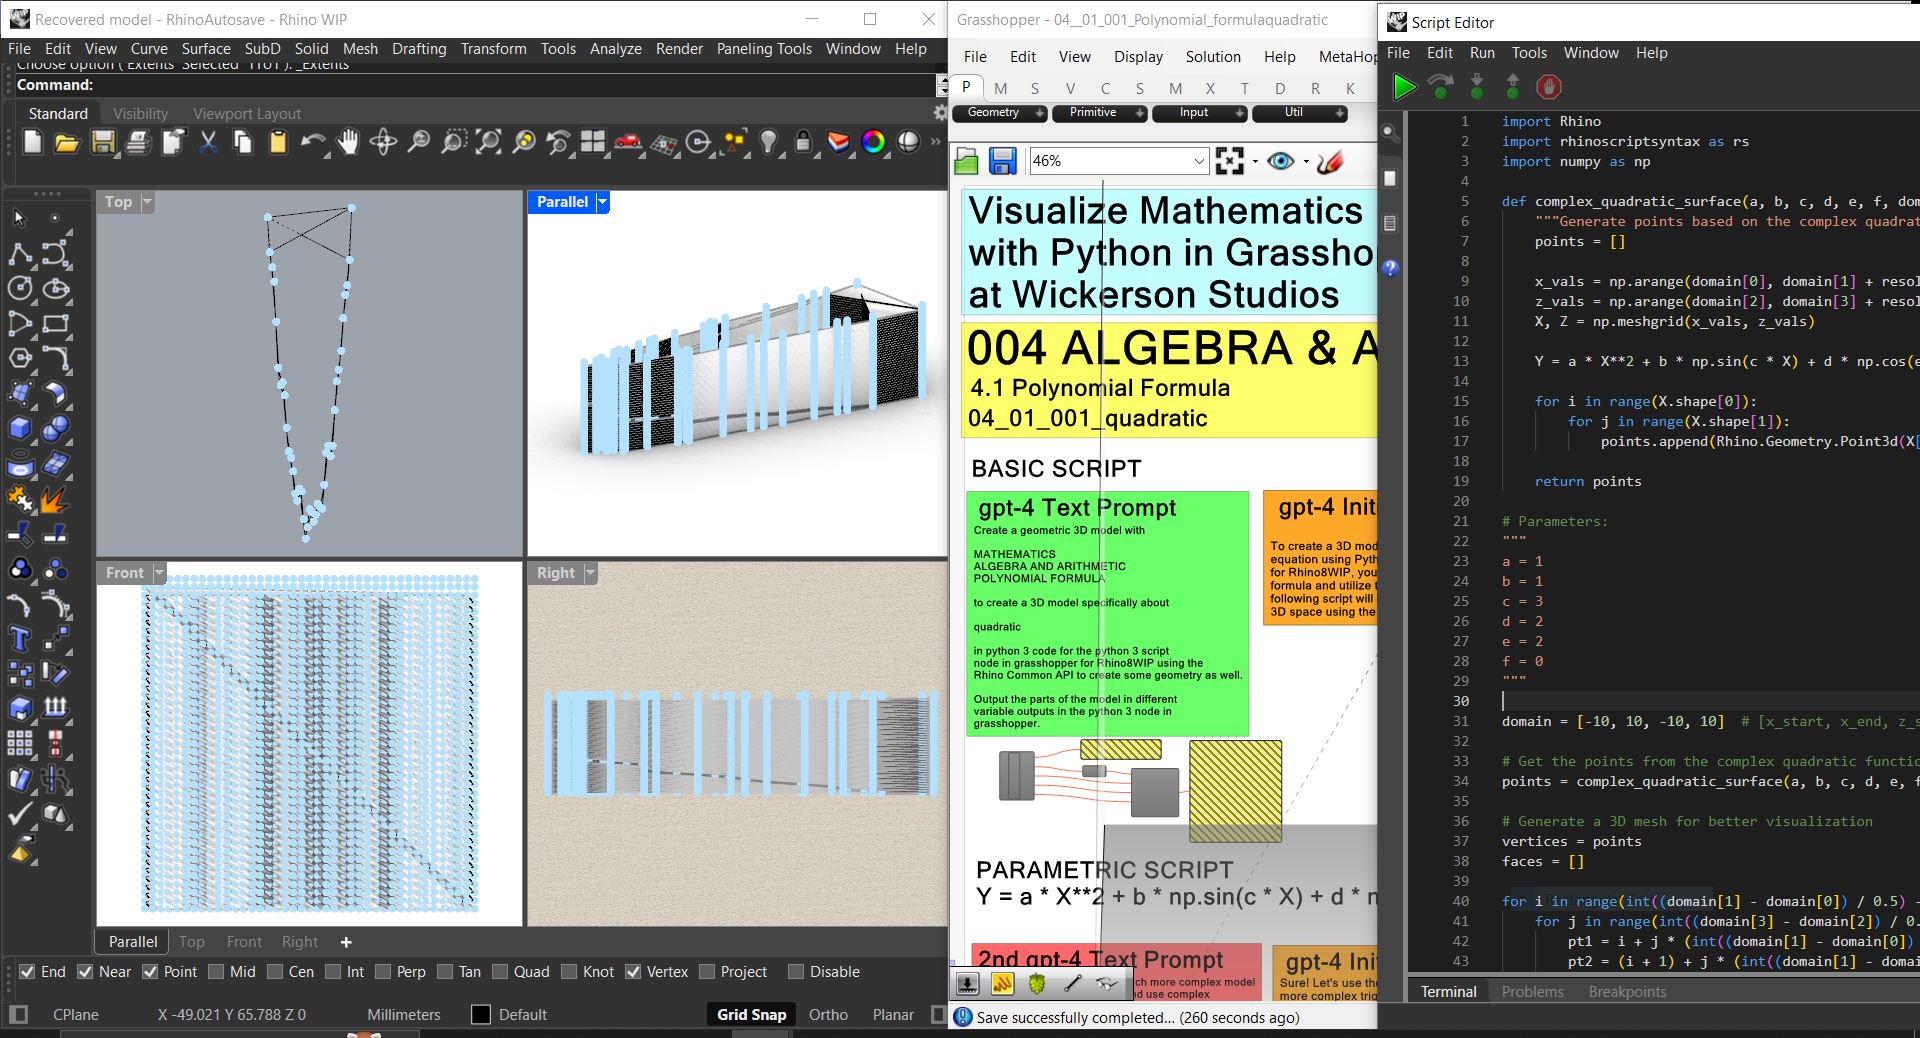 Recovered model - RhinoAutosave - Rhino WIP
File Edit View Curve Surface SubD Solid Mesh Drafting Transform Tools Analyze Render Paneling Tools Window Help
Choose option ( Extents Selected 1To1 ): _Extents
Command:
Standard Visibility Viewport Layout
Top
Parallel
Front
Right
Parallel Top Front Right
End Near Point Mid Cen Int Perp Tan Quad Knot Vertex Project Disable
CPlane X -49.021 Y 65.788 Z 0 Millimeters Default Grid Snap Ortho Planar
Grasshopper - 04__01_001_Polynomial_formulaquadratic
File Edit View Display Solution Help MetaHop
P M S V C S M X T D R K
Geometry Primitive Input Util
46%
Visualize Mathematics
with Python in Grassho
at Wickerson Studios
004 ALGEBRA & A
4.1 Polynomial Formula
04_01_001_quadratic
BASIC SCRIPT
gpt-4 Text Prompt
Create a geometric 3D model with
MATHEMATICS
ALGEBRA AND ARITHMETIC
POLYNOMIAL FORMULA
to create a 3D model specifically about
quadratic
in python 3 code for the python 3 script
node in grasshopper for Rhino8WIP using the
Rhino Common API to create some geometry as well.
Output the parts of the model in different
variable outputs in the python 3 node in
grasshopper.
gpt-4 Init
To create a 3D mod
equation using Pyth
for Rhino8WIP, you
formula and utilize t
following script will
3D space using the
PARAMETRIC SCRIPT
Y = a * X**2 + b * np.sin(c * X) + d * n
2nd gpt-4 Text Prompt
ch more complex model
nd use complex
gpt-4 Ini
Sure! Let's use the
more complex trig
Save successfully completed... (260 seconds ago)
Script Editor
File Edit Run Tools Window Help
1 import Rhino
2 import rhinoscriptsyntax as rs
3 import numpy as np
4
5 def complex_quadratic_surface(a, b, c, d, e, f, dom
6 """Generate points based on the complex quadrat
7 points = []
8
9 x_vals = np.arange(domain[0], domain[1] + resol
10 z_vals = np.arange(domain[2], domain[3] + resol
11 X, Z = np.meshgrid(x_vals, z_vals)
12
13 Y = a * X**2 + b * np.sin(c * X) + d * np.cos(e
14
15 for i in range(X.shape[0]):
16 for j in range(X.shape[1]):
17 points.append(Rhino.Geometry.Point3d(X[
18
19 return points
20
21 # Parameters:
22 """
23 a = 1
24 b = 1
25 c = 3
26 d = 2
27 e = 2
28 f = 0
29 """
30
31 domain = [-10, 10, -10, 10] # [x_start, x_end, z_s
32
33 # Get the points from the complex quadratic functio
34 points = complex_quadratic_surface(a, b, c, d, e, f
35
36 # Generate a 3D mesh for better visualization
37 vertices = points
38 faces = []
39
40 for i in range(int((domain[1] - domain[0]) / 0.5) -
41 for j in range(int((domain[3] - domain[2]) / 0.
42 pt1 = i + j * (int((domain[1] - domain[0])
43 pt2 = (i + 1) + j * (int((domain[1] - domai
Terminal Problems Breakpoints